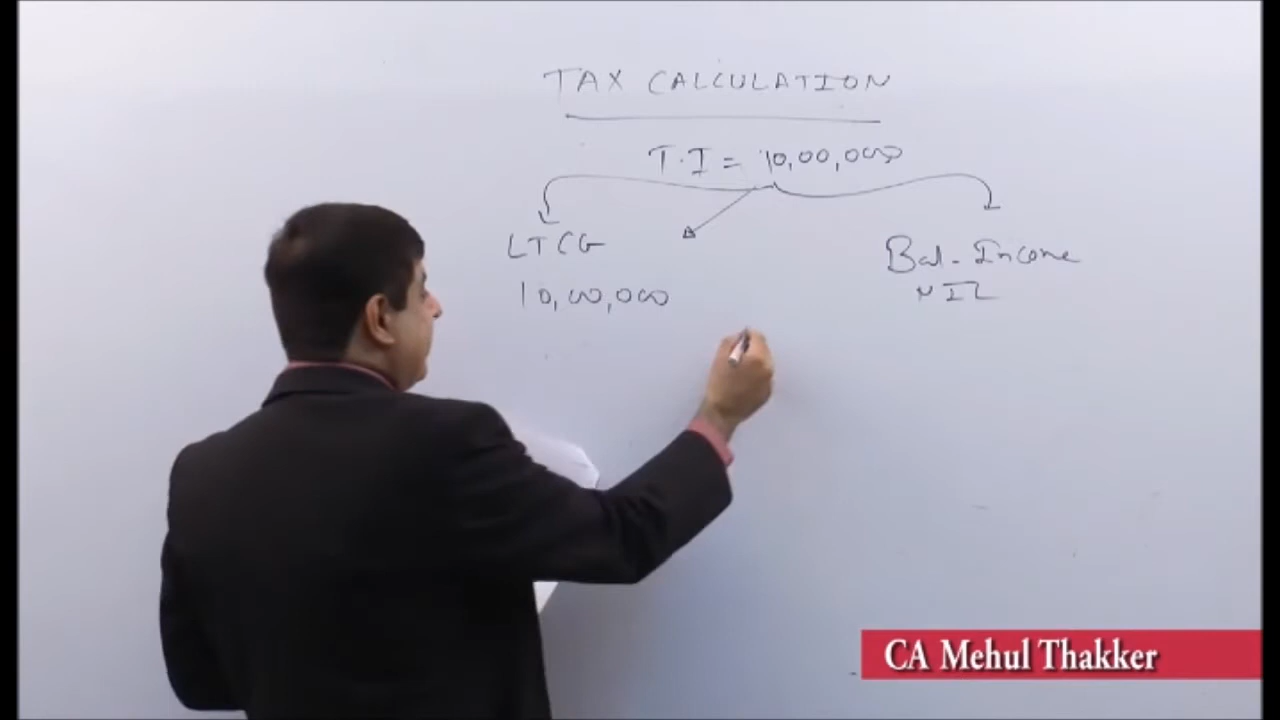 TAX CALCULATION
T.I = 10,00,000
LTCG
Bal. Income
10,00,000
NIL
CA Mehul Thakker